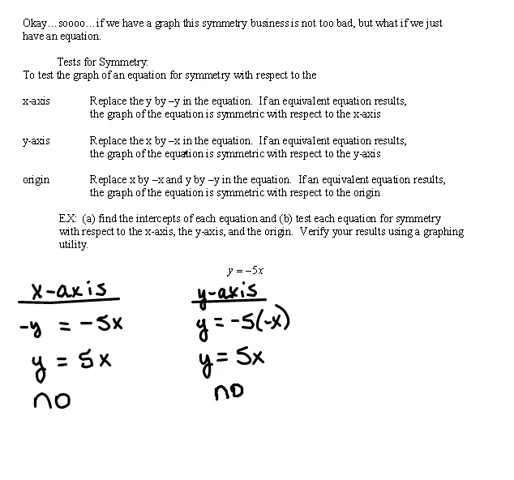 Okay...soooo...if we have a graph this symmetry business is not too bad, but what if we just
have an equation.
Tests for Symmetry:
To test the graph of an equation for symmetry with respect to the
x-axis Replace the y by –y in the equation. If an equivalent equation results,
the graph of the equation is symmetric with respect to the x-axis
y-axis Replace the x by –x in the equation. If an equivalent equation results,
the graph of the equation is symmetric with respect to the y-axis
origin Replace x by –x and y by –y in the equation. If an equivalent equation results,
the graph of the equation is symmetric with respect to the origin
EX: (a) find the intercepts of each equation and (b) test each equation for symmetry
with respect to the x-axis, the y-axis, and the origin. Verify your results using a graphing
utility.
y = –5x
x-axis y-axis
-y = -5x y = -5(-x)
y = 5x y = 5x
no no